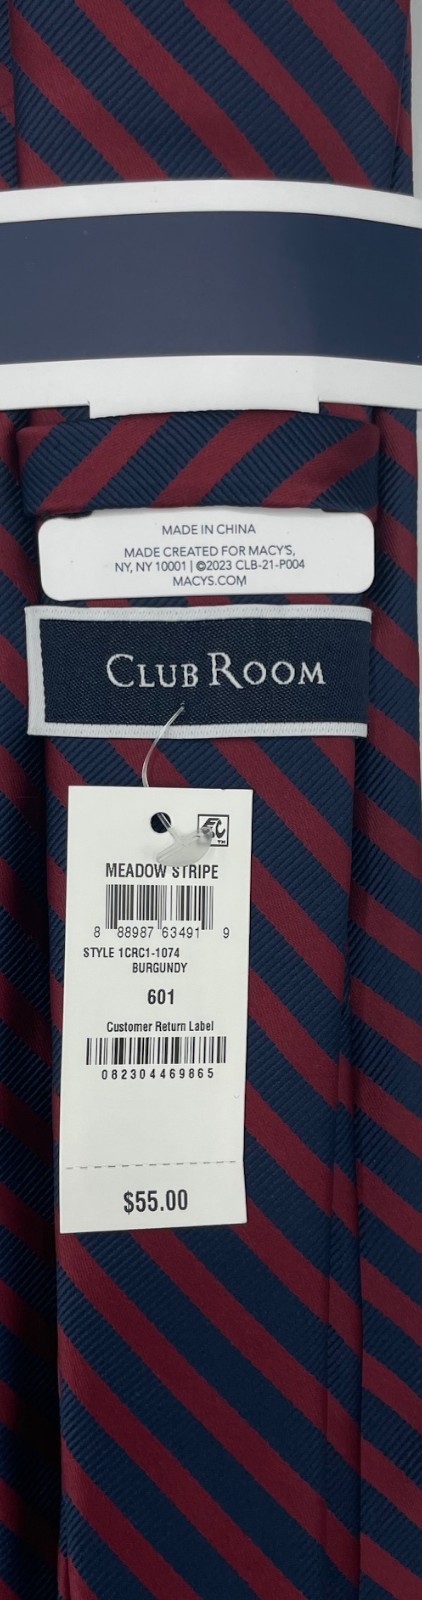 MADE IN CHINA
MADE CREATED FOR MACY'S,
NY, NY 10001 | ©2023 CLB-21-P004
MACYS.COM
CLUB ROOM
MEADOW STRIPE
8 88987 63491 9
STYLE 1CRC1-1074
BURGUNDY
601
Customer Return Label
082304469865
$55.00